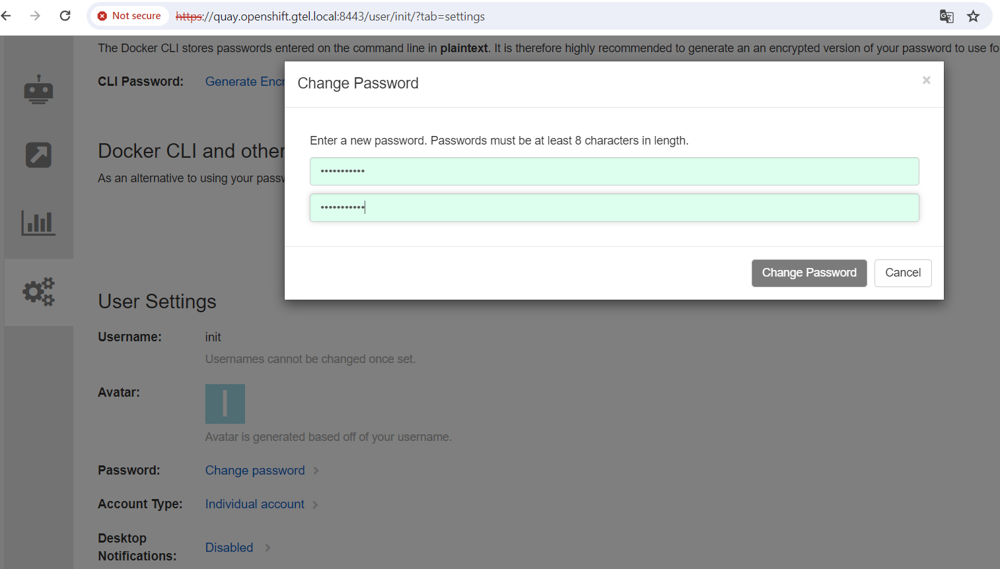 Not secure https://quay.openshift.gtel.local:8443/user/init/?tab=settings
The Docker CLI stores passwords entered on the command line in plaintext. It is therefore highly recommended to generate an an encrypted version of your password to use fo
CLI Password: Generate Encr
Change Password ×
Enter a new password. Passwords must be at least 8 characters in length.
•••••••••••
•••••••••••
Change Password Cancel
Docker CLI and other
As an alternative to using your passw
User Settings
Username: init
Usernames cannot be changed once set.
Avatar: I
Avatar is generated based off of your username.
Password: Change password
Account Type: Individual account
Desktop
Notifications: Disabled